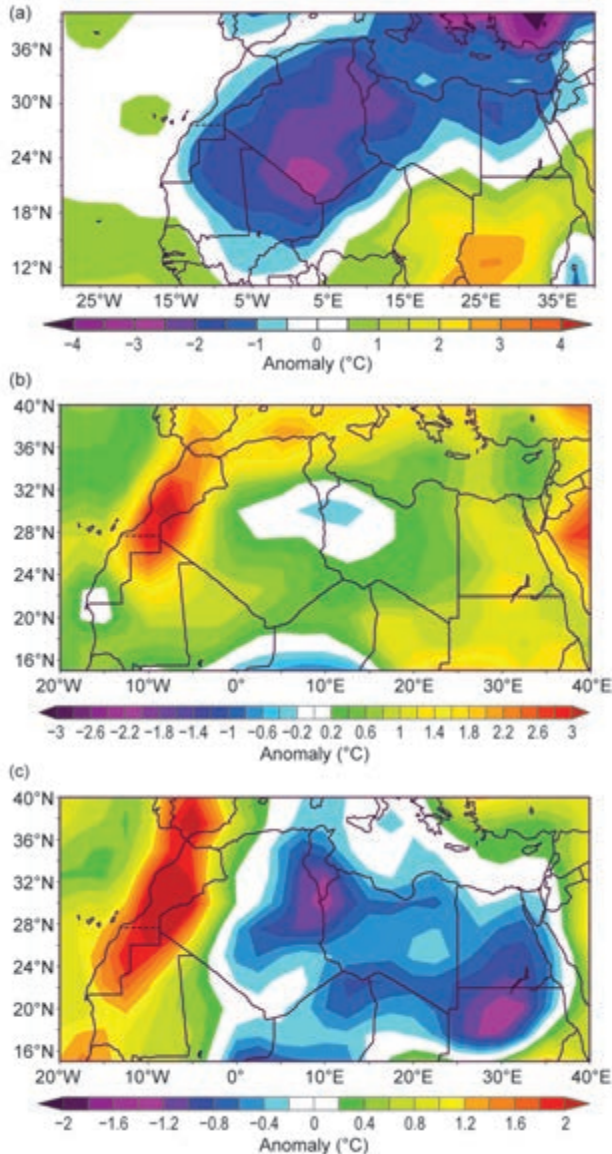 (a)
36°N
30°N
24°N
18°N
12°N
25°W 15°W 5°W 5°E 15°E 25°E 35°E
−4 −3 −2 −1 0 1 2 3 4
Anomaly (°C)
(b)
40°N
36°N
32°N
28°N
24°N
20°N
16°N
20°W 10°W 0° 10°E 20°E 30°E 40°E
−3 −2.6 −2.2 −1.8 −1.4 −1 −0.6 −0.2 0.2 0.6 1 1.4 1.8 2.2 2.6 3
Anomaly (°C)
(c)
40°N
36°N
32°N
28°N
24°N
20°N
16°N
20°W 10°W 0° 10°E 20°E 30°E 40°E
−2 −1.6 −1.2 −0.8 −0.4 0 0.4 0.8 1.2 1.6 2
Anomaly (°C)